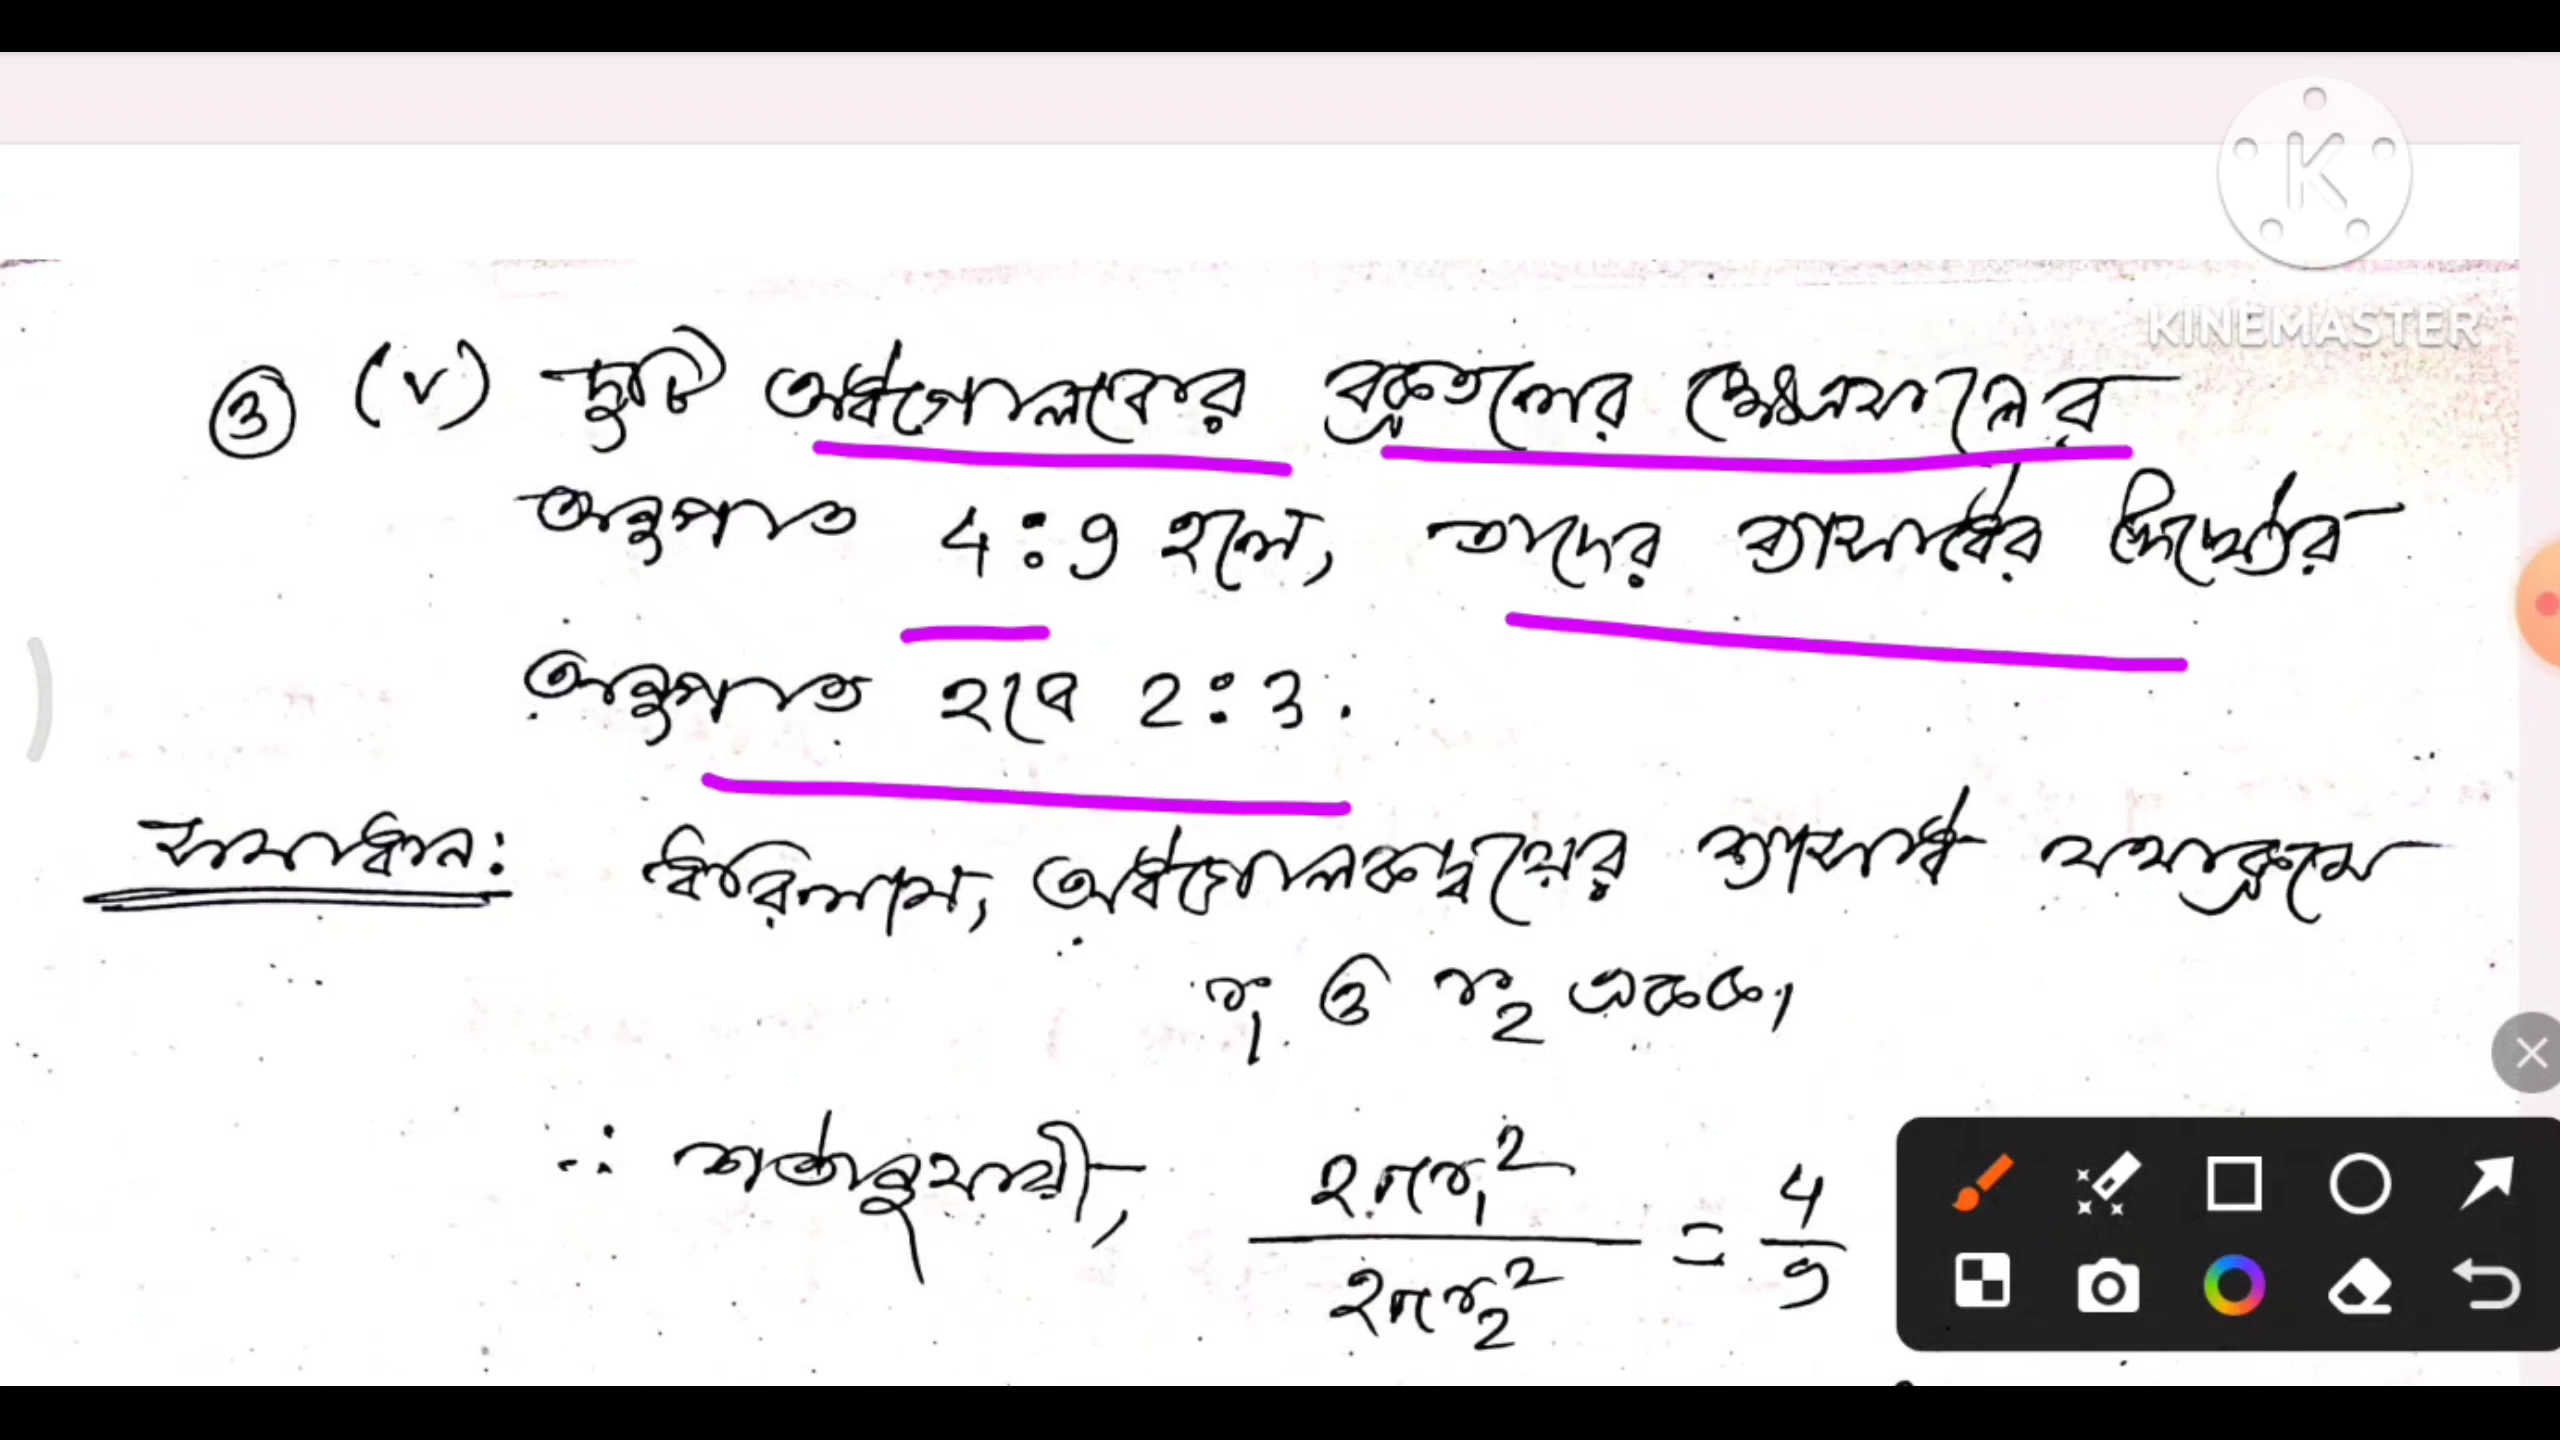 K
KINEMASTER
③ (v) দুটি অর্ধগোলকের বক্রতলের ক্ষেত্রফলের
অনুপাত 4:9 হলে, তাদের ব্যাসার্ধের দৈর্ঘ্যের
অনুপাত হবে 2:3.
সমাধান: ধরিলাম, অর্ধগোলকদ্বয়ের ব্যাসার্ধ যথাক্রমে
r₁ ও r₂ একক,
∴ শর্তানুযায়ী, 2πr₁²/2πr₂² = 4/9